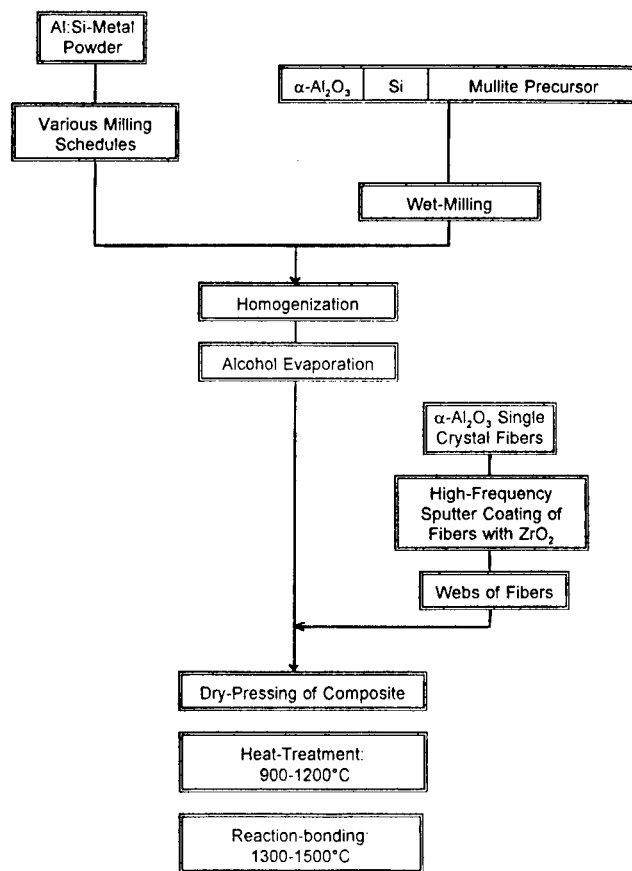 Al:Si-Metal
Powder
α-Al₂O₃ Si Mullite Precursor
Various Milling
Schedules
Wet-Milling
Homogenization
Alcohol Evaporation
α-Al₂O₃ Single
Crystal Fibers
High-Frequency
Sputter Coating of
Fibers with ZrO₂
Webs of Fibers
Dry-Pressing of Composite
Heat-Treatment:
900-1200°C
Reaction-bonding:
1300-1500°C